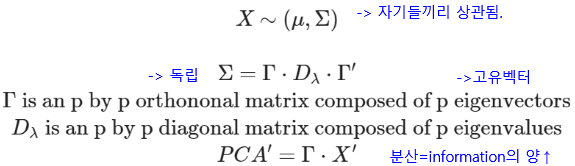 X ∼ (μ, Σ) -> 자기들끼리 상관됨.
-> 독립 Σ = Γ · D_λ · Γ′ ->고유벡터
Γ is an p by p orthononal matrix composed of p eigenvectors
D_λ is an p by p diagonal matrix composed of p eigenvalues
PCA′ = Γ · X′ 분산=information의 양↑